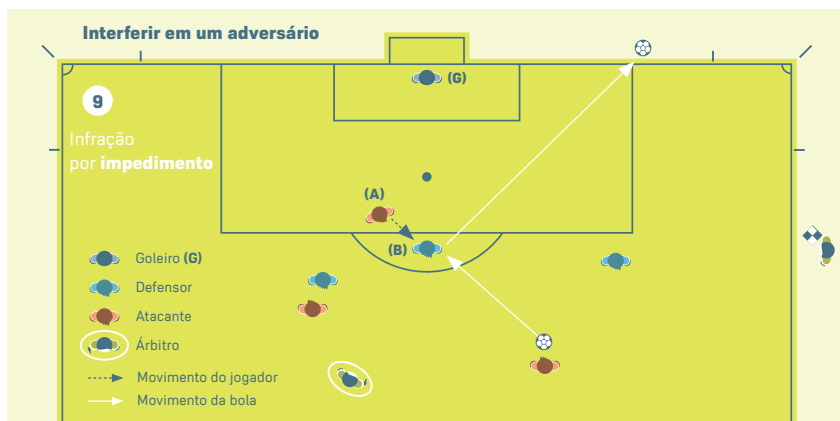 Interferir em um adversário
9
Infração
por impedimento
(G)
(A)
(B)
Goleiro (G)
Defensor
Atacante
Árbitro
Movimento do jogador
Movimento da bola